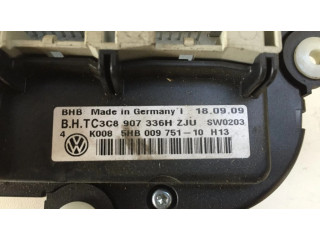 BHB Made in Germany 1 18.09.09
B.H.TC3C8 907 336H ZJU SW0203
4 K008 5HB 009 751-10 H13